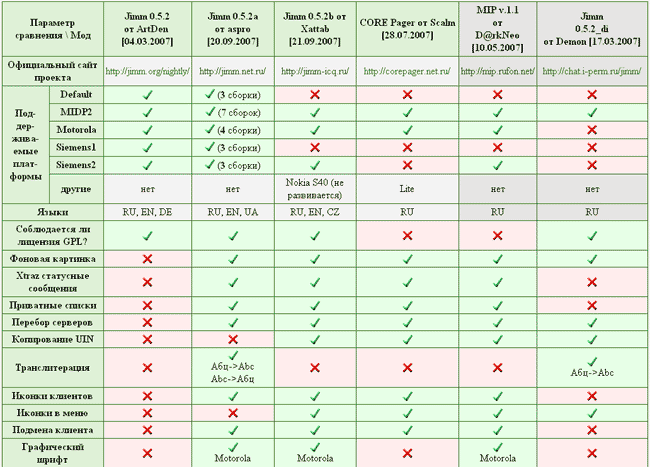 Параметр сравнения \ Мод
Jimm 0.5.2 от ArtDen [04.03.2007]
Jimm 0.5.2a от aspro [20.09.2007]
Jimm 0.5.2b от Xattab [21.09.2007]
CORE Pager от Scalm [28.07.2007]
MIP v.1.1 от D@rkNeo [10.05.2007]
Jimm 0.5.2_di от Demon [17.03.2007]
Официальный сайт проекта
http://jimm.org/nightly/
http://jimm.net.ru/
http://jimm-icq.ru/
http://corepager.net.ru/
http://mip.rufon.net/
http://chat.i-perm.ru/jimm/
Под-
дер-
жива-
емые
плат-
формы
Default
(3 сборки)
MIDP2
(7 сборок)
Motorola
(4 сборки)
Siemens1
(3 сборки)
Siemens2
(3 сборки)
другие
нет
нет
Nokia S40 (не развивается)
Lite
нет
нет
Языки
RU, EN, DE
RU, EN, UA
RU, EN, CZ
RU
RU
RU
Соблюдается ли лицензия GPL?
Фоновая картинка
Xtraz статусные сообщения
Приватные списки
Перебор серверов
Копирование UIN
Транслитерация
Абц->Abc
Abc->Абц
Абц->Abc
Иконки клиентов
Иконки в меню
Подмена клиента
Графический шрифт
Motorola
Motorola
Motorola